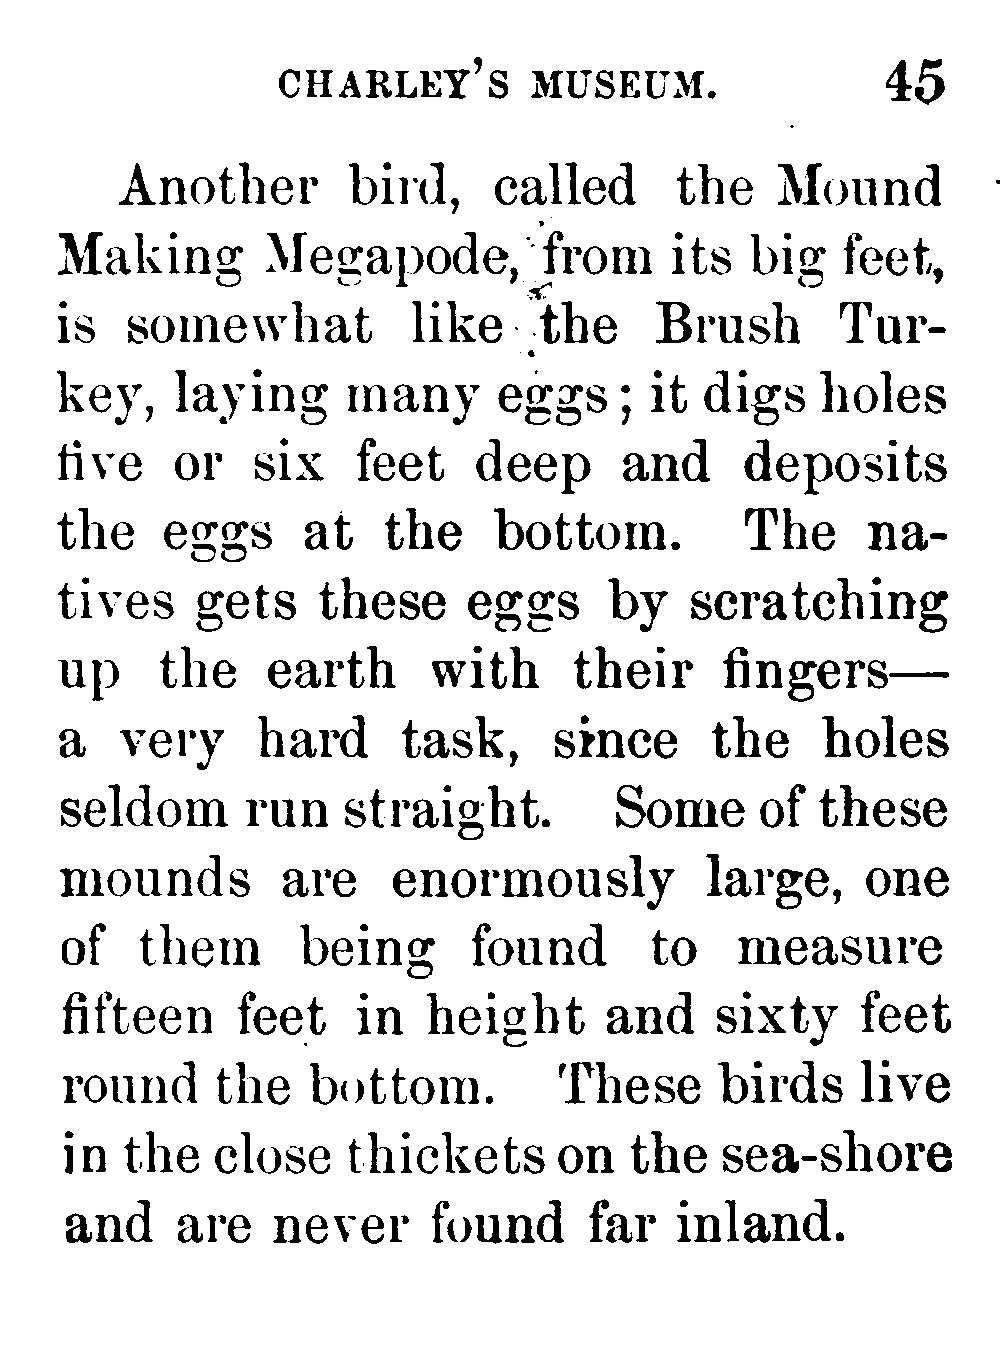 CHARLEY'S MUSEUM. 45
Another bird, called the Mound
Making Megapode, from its big feet,
is somewhat like the Brush Tur-
key, laying many eggs; it digs holes
five or six feet deep and deposits
the eggs at the bottom. The na-
tives gets these eggs by scratching
up the earth with their fingers—
a very hard task, since the holes
seldom run straight. Some of these
mounds are enormously large, one
of them being found to measure
fifteen feet in height and sixty feet
round the bottom. These birds live
in the close thickets on the sea-shore
and are never found far inland.